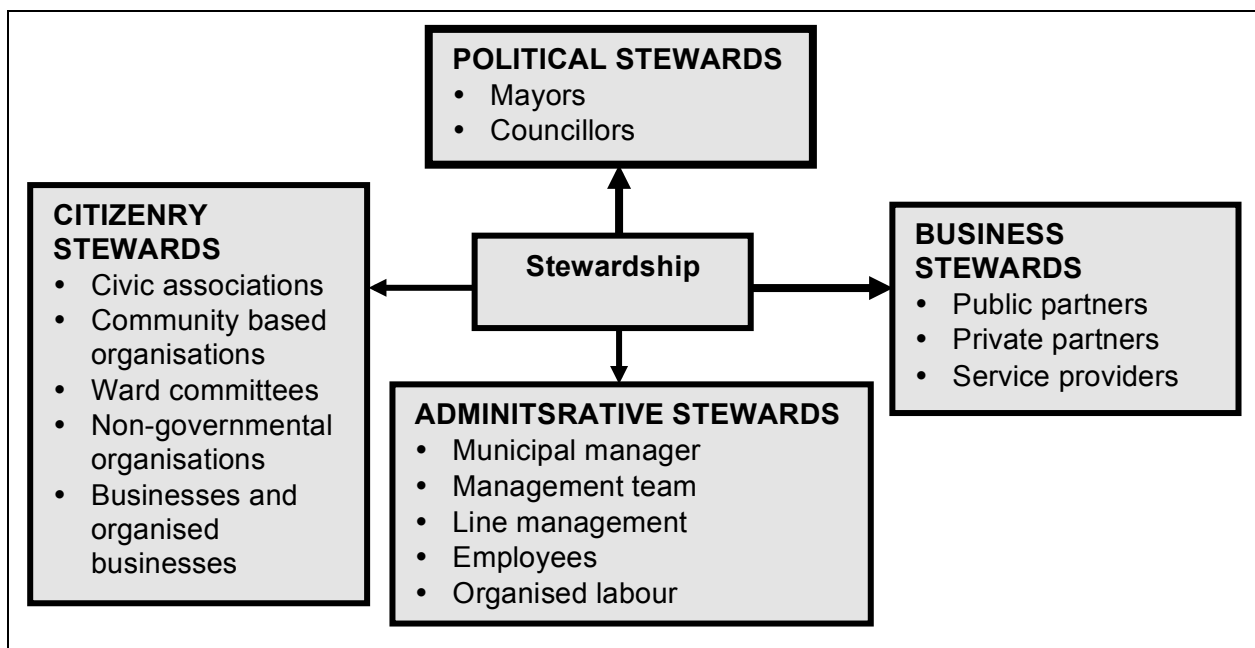 POLITICAL STEWARDS
• Mayors
• Councillors
CITIZENRY
STEWARDS
• Civic associations
• Community based
organisations
• Ward committees
• Non-governmental
organisations
• Businesses and
organised
businesses
Stewardship
BUSINESS
STEWARDS
• Public partners
• Private partners
• Service providers
ADMINITSRATIVE STEWARDS
• Municipal manager
• Management team
• Line management
• Employees
• Organised labour